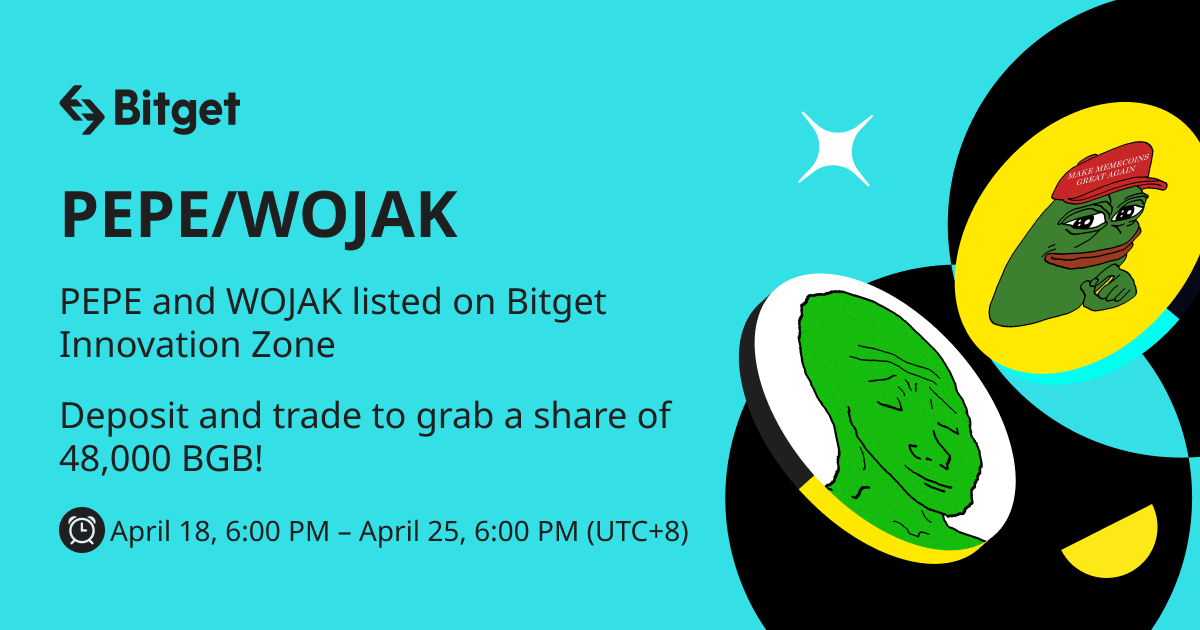 Bitget
PEPE/WOJAK
PEPE and WOJAK listed on Bitget
Innovation Zone
Deposit and trade to grab a share of
48,000 BGB!
April 18, 6:00 PM – April 25, 6:00 PM (UTC+8)
MAKE MEMECOINS
GREAT AGAIN